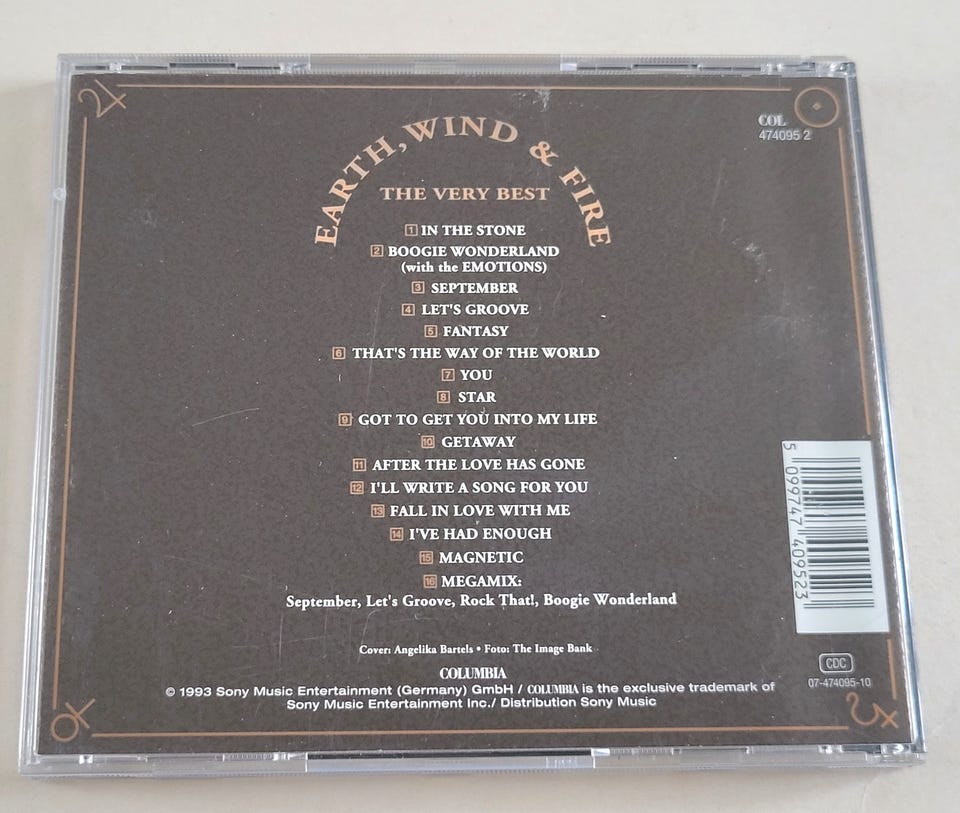 EARTH, WIND & FIRE
COL
474095 2
THE VERY BEST
1 IN THE STONE
2 BOOGIE WONDERLAND
(with the EMOTIONS)
3 SEPTEMBER
4 LET'S GROOVE
5 FANTASY
6 THAT'S THE WAY OF THE WORLD
7 YOU
8 STAR
9 GOT TO GET YOU INTO MY LIFE
10 GETAWAY
11 AFTER THE LOVE HAS GONE
12 I'LL WRITE A SONG FOR YOU
13 FALL IN LOVE WITH ME
14 I'VE HAD ENOUGH
15 MAGNETIC
16 MEGAMIX:
September, Let's Groove, Rock That!, Boogie Wonderland
5 099747 409523
Cover: Angelika Bartels • Foto: The Image Bank
COLUMBIA
© 1993 Sony Music Entertainment (Germany) GmbH / COLUMBIA is the exclusive trademark of
Sony Music Entertainment Inc./ Distribution Sony Music
CDC
07-474095-10